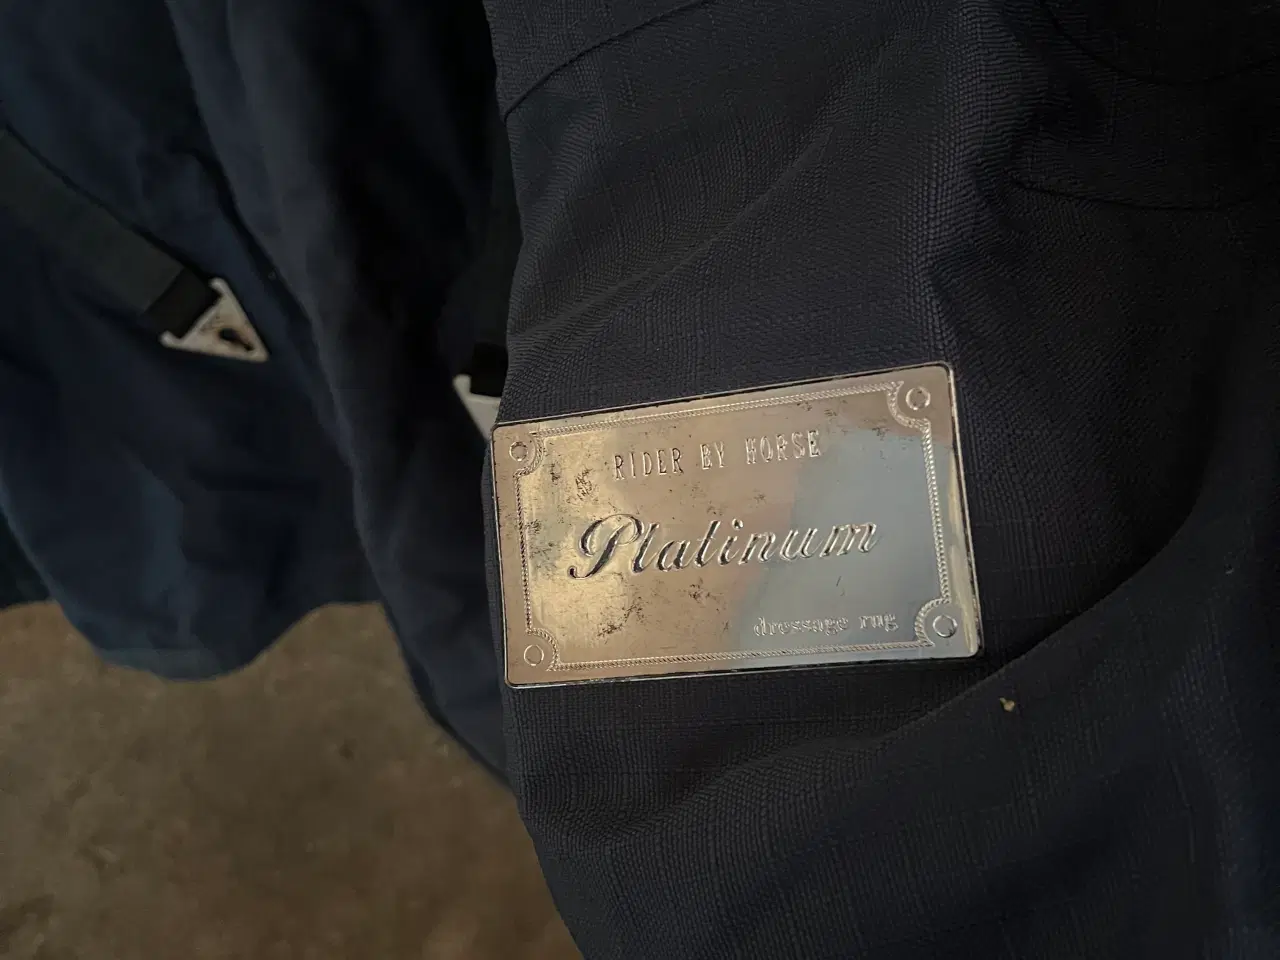 RIDER BY HORSE
Platinum
dressage rug